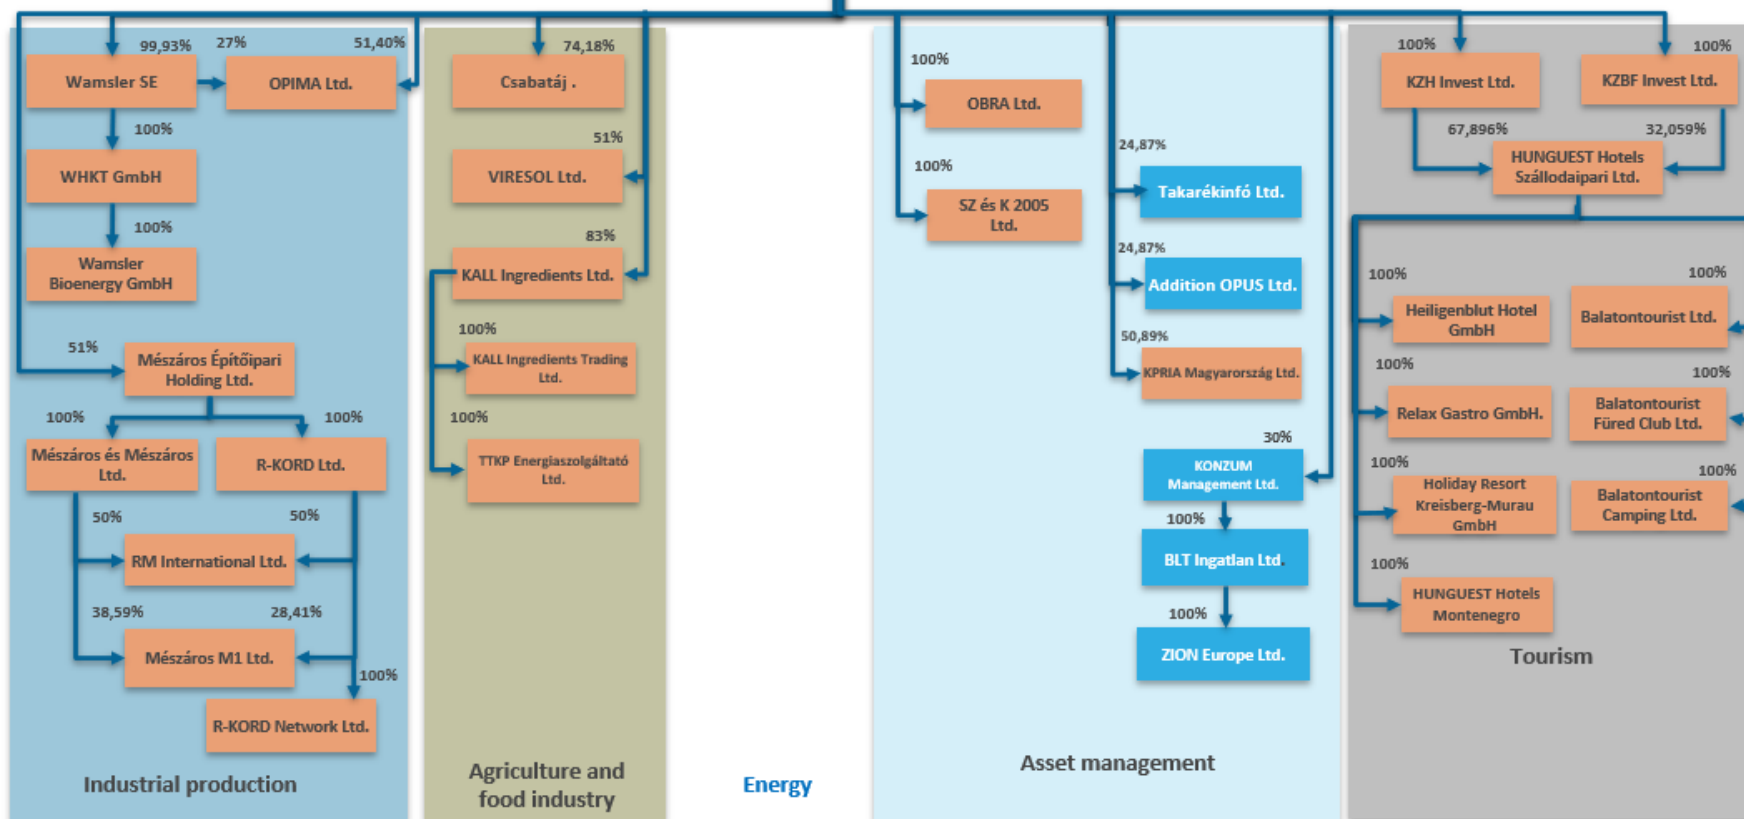 99,93%
27%
51,40%
Wamsler SE
OPIMA Ltd.
100%
WHKT GmbH
100%
Wamsler
Bioenergy GmbH
51%
Mészáros Építőipari
Holding Ltd.
100%
100%
Mészáros és Mészáros
Ltd.
R-KORD Ltd.
50%
50%
RM International Ltd.
38,59%
28,41%
Mészáros M1 Ltd.
100%
R-KORD Network Ltd.
Industrial production
74,18%
Csabatáj .
51%
VIRESOL Ltd.
83%
KALL Ingredients Ltd.
100%
KALL Ingredients Trading
Ltd.
100%
TTKP Energiaszolgáltató
Ltd.
Agriculture and
food industry
Energy
100%
OBRA Ltd.
100%
SZ és K 2005
Ltd.
24,87%
Takarékinfó Ltd.
24,87%
Addition OPUS Ltd.
50,89%
KPRIA Magyarország Ltd.
30%
KONZUM
Management Ltd.
100%
BLT Ingatlan Ltd.
100%
ZION Europe Ltd.
Asset management
100%
100%
KZH Invest Ltd.
KZBF Invest Ltd.
67,896%
32,059%
HUNGUEST Hotels
Szállodaipari Ltd.
100%
100%
Heiligenblut Hotel
GmbH
Balatontourist Ltd.
100%
100%
Relax Gastro GmbH.
Balatontourist
Füred Club Ltd.
100%
100%
Holiday Resort
Kreisberg-Murau
GmbH
Balatontourist
Camping Ltd.
100%
HUNGUEST Hotels
Montenegro
Tourism